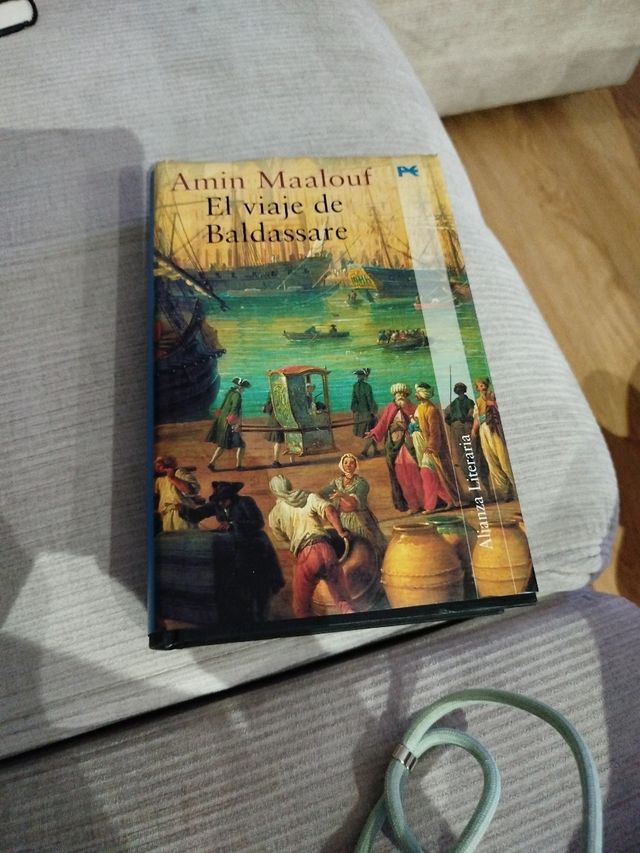 Amin Maalouf
El viaje de
Baldassare
Alianza Literaria